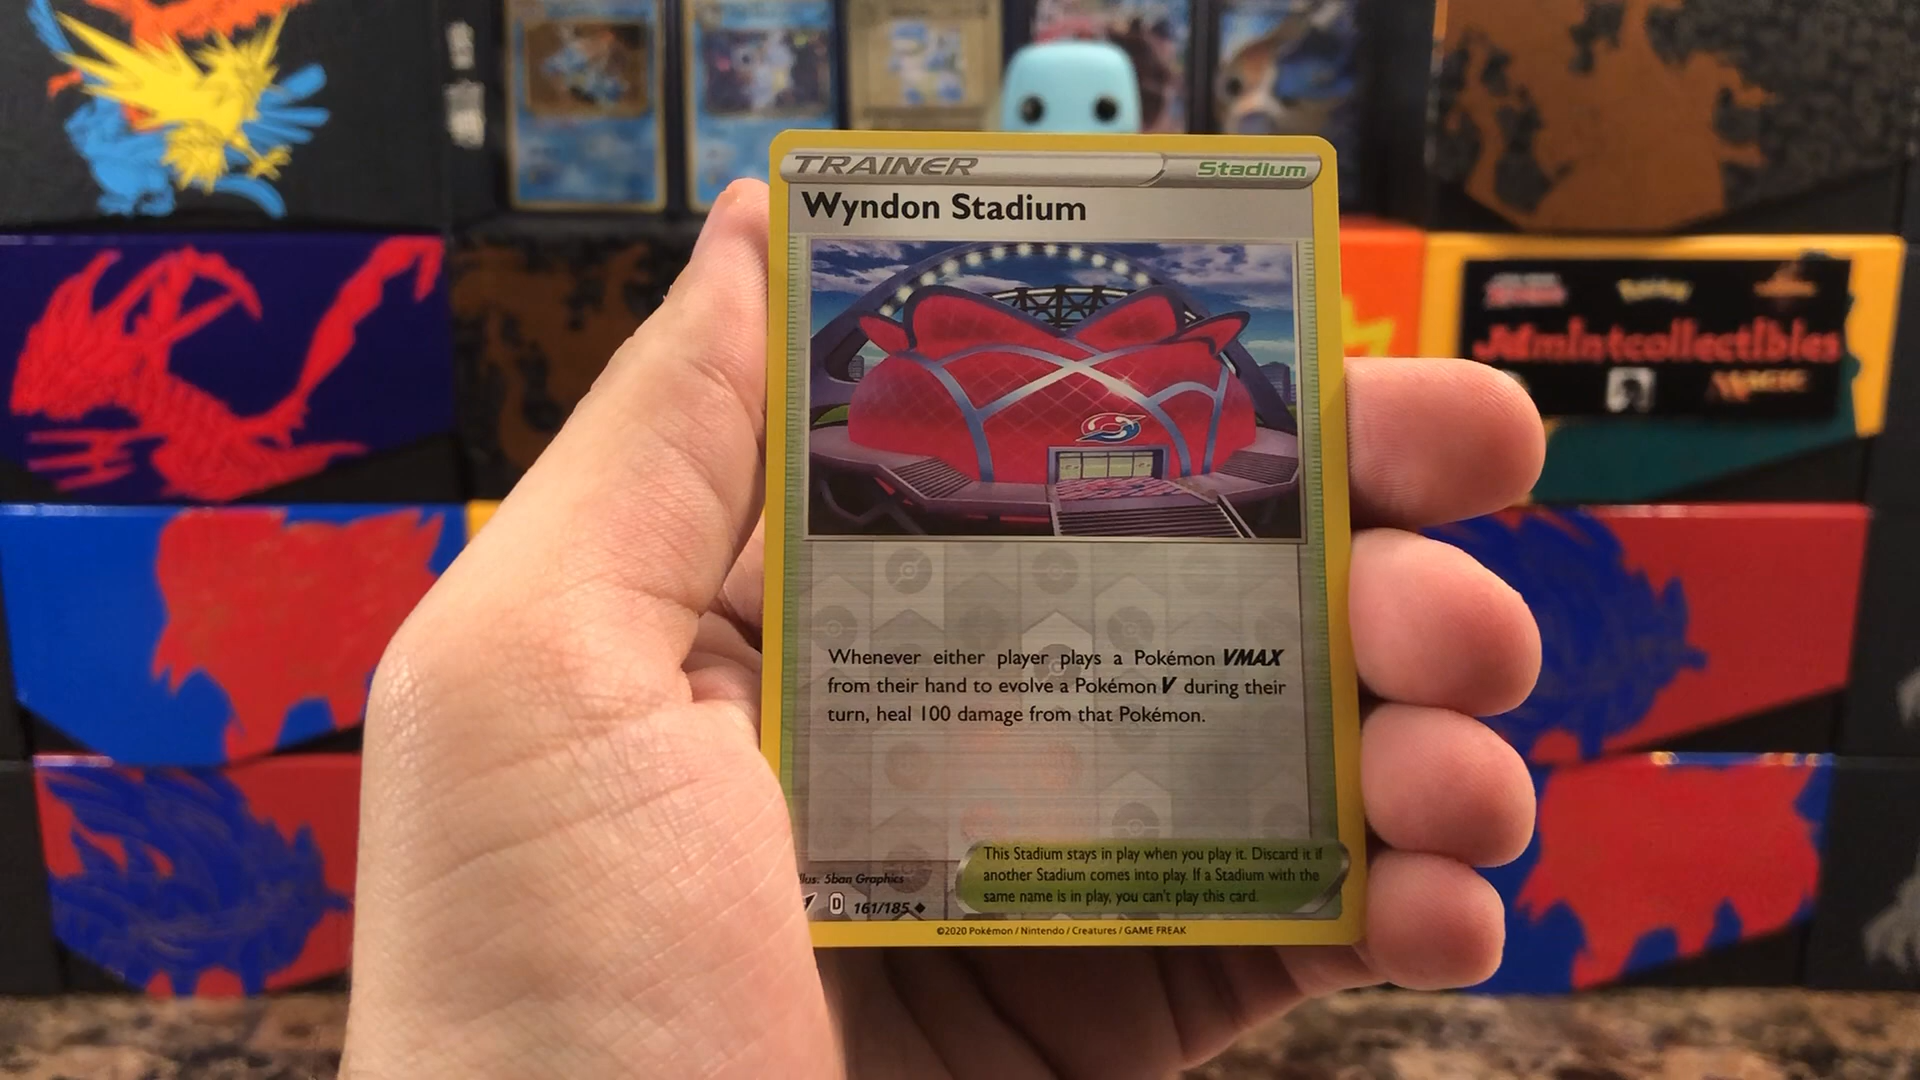 TRAINER
Stadium
Wyndon Stadium
Jdmintcollectibles
MAGIC
Whenever either player plays a Pokémon VMAX
from their hand to evolve a Pokémon V during their
turn, heal 100 damage from that Pokémon.
This Stadium stays in play when you play it. Discard it if
another Stadium comes into play. If a Stadium with the
same name is in play, you can't play this card.
llus: 5ban Graphics
D 161/185
©2020 Pokémon / Nintendo / Creatures / GAME FREAK